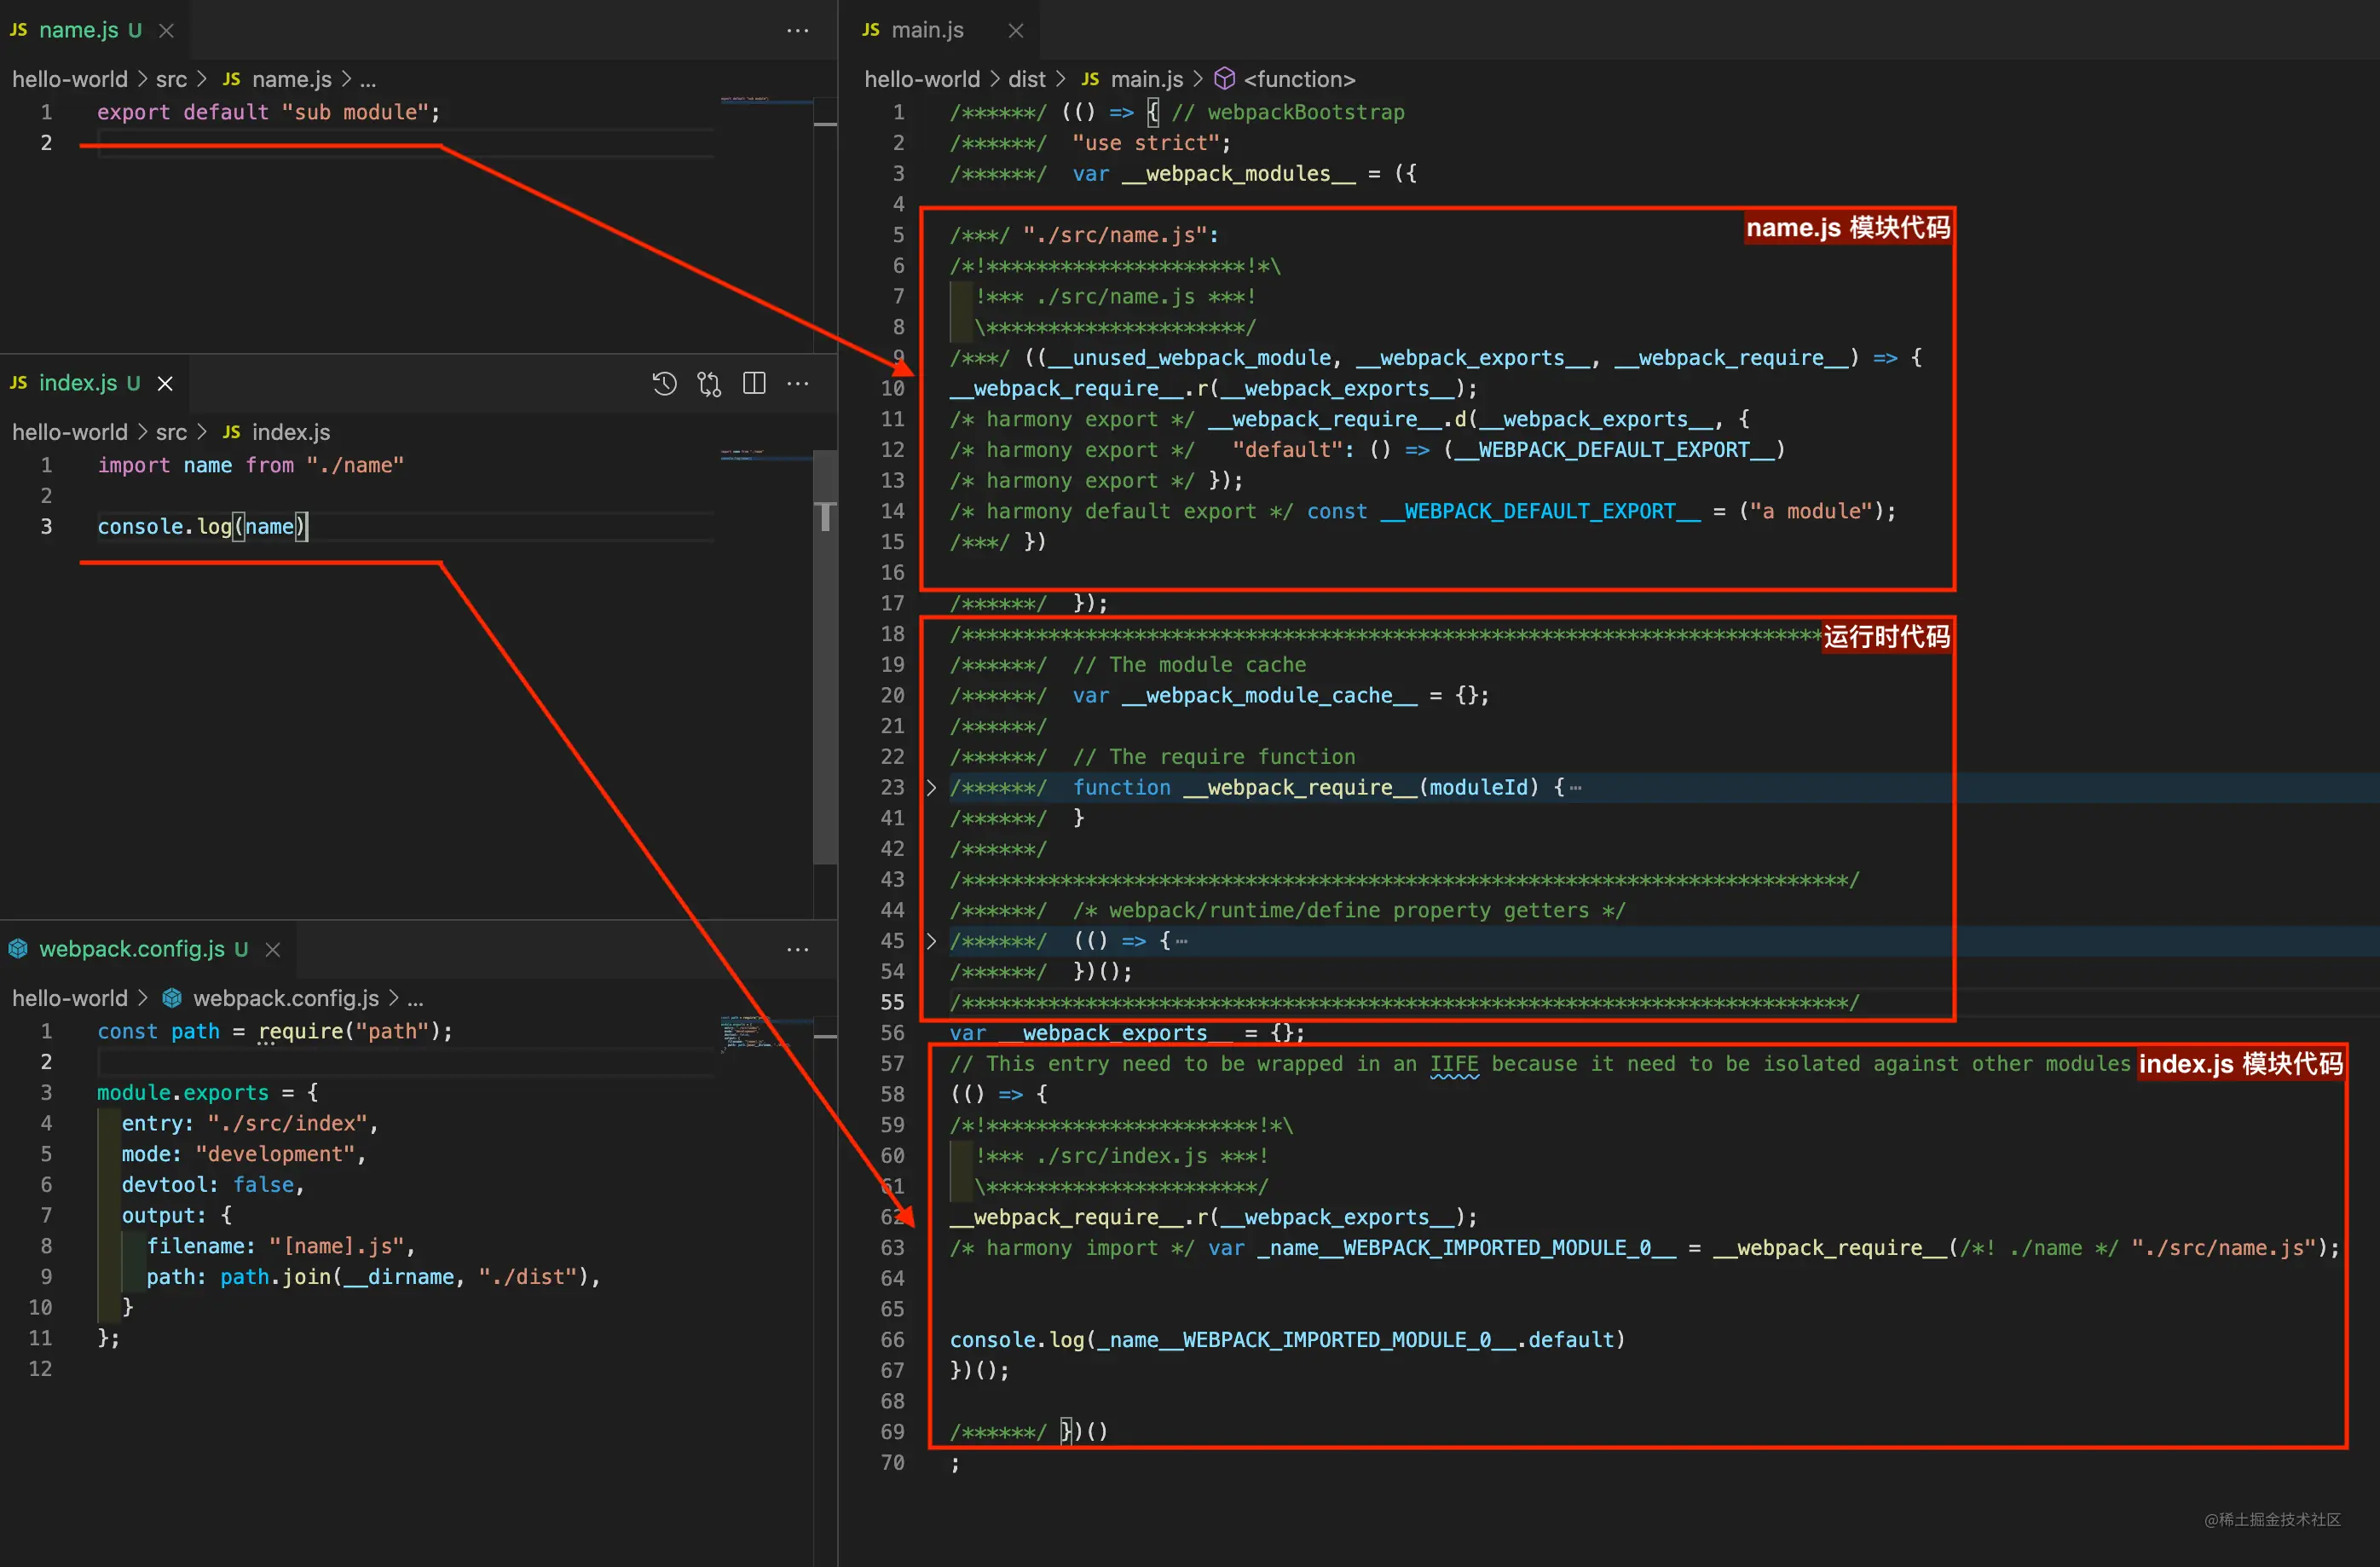 JS name.js U
hello-world > src > JS name.js > ...
1 export default "sub module";
2
JS index.js U
hello-world > src > JS index.js
1 import name from "./name"
2
3 console.log(name)
webpack.config.js U
hello-world > webpack.config.js > ...
1 const path = require("path");
2
3 module.exports = {
4 entry: "./src/index",
5 mode: "development",
6 devtool: false,
7 output: {
8 filename: "[name].js",
9 path: path.join(__dirname, "./dist"),
10 }
11 };
12
JS main.js
hello-world > dist > JS main.js > <function>
1 /******/ (() => { // webpackBootstrap
2 /******/ "use strict";
3 /******/ var __webpack_modules__ = ({
4
name.js 模块代码
5 /***/ "./src/name.js":
6 /*!*********************!*\
7 !*** ./src/name.js ***!
8 \*********************/
9 /***/ ((__unused_webpack_module, __webpack_exports__, __webpack_require__) => {
10 __webpack_require__.r(__webpack_exports__);
11 /* harmony export */ __webpack_require__.d(__webpack_exports__, {
12 /* harmony export */ "default": () => (__WEBPACK_DEFAULT_EXPORT__)
13 /* harmony export */ });
14 /* harmony default export */ const __WEBPACK_DEFAULT_EXPORT__ = ("a module");
15 /***/ })
16
17 /******/ });
18 /***********************************************************************
运行时代码
19 /******/ // The module cache
20 /******/ var __webpack_module_cache__ = {};
21 /******/
22 /******/ // The require function
23 /******/ function __webpack_require__(moduleId) {…
41 /******/ }
42 /******/
43 /************************************************************************/
44 /******/ /* webpack/runtime/define property getters */
45 /******/ (() => {…
54 /******/ })();
55 /************************************************************************/
56 var __webpack_exports__ = {};
57 // This entry need to be wrapped in an IIFE because it need to be isolated against other modules
index.js 模块代码
58 (() => {
59 /*!**********************!*\
60 !*** ./src/index.js ***!
61 \**********************/
62 __webpack_require__.r(__webpack_exports__);
63 /* harmony import */ var _name__WEBPACK_IMPORTED_MODULE_0__ = __webpack_require__(/*! ./name */ "./src/name.js");
64
65
66 console.log(_name__WEBPACK_IMPORTED_MODULE_0__.default)
67 })();
68
69 /******/ })()
70 ;
@稀土掘金技术社区